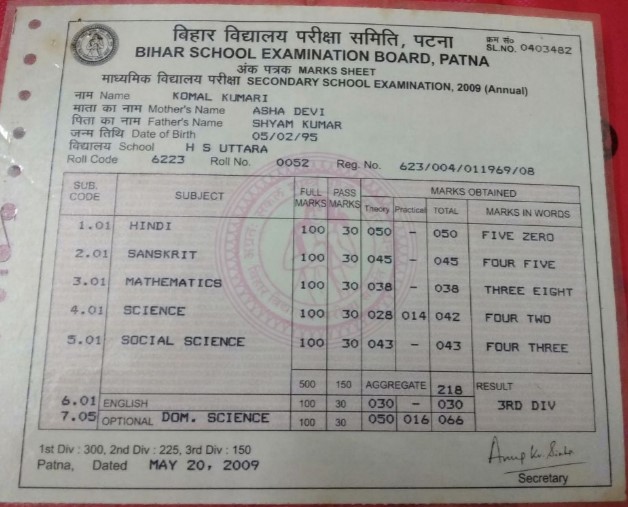 बिहार विद्यालय परीक्षा समिति, पटना
क्रम सं०
BIHAR SCHOOL EXAMINATION BOARD, PATNA
SL.NO. 0403482
अंक पत्रक MARKS SHEET
माध्यमिक विद्यालय परीक्षा SECONDARY SCHOOL EXAMINATION, 2009 (Annual)
नाम Name KOMAL KUMARI
माता का नाम Mother's Name ASHA DEVI
पिता का नाम Father's Name SHYAM KUMAR
जन्म तिथि Date of Birth 05/02/95
विद्यालय School H S UTTARA
Roll Code 6223 Roll No. 0052 Reg. No. 623/004/011969/08
SUB. CODE SUBJECT FULL MARKS PASS MARKS MARKS OBTAINED
Theory Practical TOTAL MARKS IN WORDS
1.01 HINDI 100 30 050 - 050 FIVE ZERO
2.01 SANSKRIT 100 30 045 - 045 FOUR FIVE
3.01 MATHEMATICS 100 30 038 - 038 THREE EIGHT
4.01 SCIENCE 100 30 028 014 042 FOUR TWO
5.01 SOCIAL SCIENCE 100 30 043 - 043 FOUR THREE
500 150 AGGREGATE 218 RESULT
6.01 ENGLISH 100 30 030 - 030 3RD DIV
7.05 OPTIONAL DOM. SCIENCE 100 30 050 016 066
1st Div : 300, 2nd Div : 225, 3rd Div : 150
Patna, Dated MAY 20, 2009
Secretary